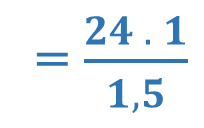 = 24 . 1
1,5